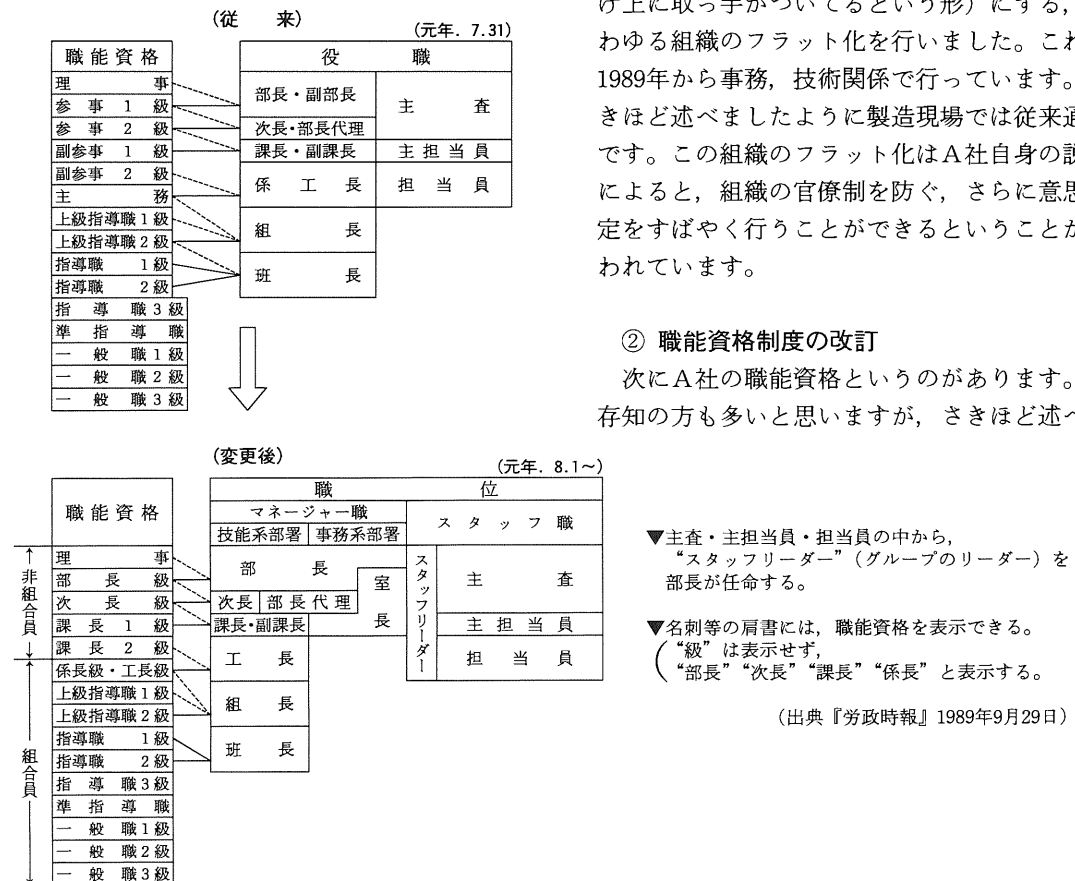 (従　来)
(元年. 7.31)
職能資格
理事
参事1級
参事2級
副参事1級
副参事2級
主務
上級指導職1級
上級指導職2級
指導職1級
指導職2級
指導職3級
準指導職
一般職1級
一般職2級
一般職3級
役職
部長・副部長
主査
次長・部長代理
課長・副課長
主担当員
係工長
担当員
組長
班長
(変更後)
(元年. 8.1～)
職能資格
↑非組合員↓
↑組合員
理事
部長級
次長級
課長1級
課長2級
係長級・工長級
上級指導職1級
上級指導職2級
指導職1級
指導職2級
指導職3級
準指導職
一般職1級
一般職2級
一般職3級
職位
マネージャー職
スタッフ職
技能系部署
事務系部署
部長
室長
スタッフリーダー
主査
次長
部長代理
課長・副課長
主担当員
工長
担当員
組長
班長
け上に取っ手がついてるという形）にする，
わゆる組織のフラット化を行いました。これ
1989年から事務，技術関係で行っています。
きほど述べましたように製造現場では従来通
です。この組織のフラット化はA社自身の説
によると，組織の官僚制を防ぐ，さらに意思
定をすばやく行うことができるということが
われています。
② 職能資格制度の改訂
次にA社の職能資格というのがあります。
存知の方も多いと思いますが，さきほど述べ
▼主査・主担当員・担当員の中から，
“スタッフリーダー”（グループのリーダー）を
部長が任命する。
▼名刺等の肩書には，職能資格を表示できる。
（“級”は表示せず，
“部長”“次長”“課長”“係長”と表示する。
（出典『労政時報』1989年9月29日）